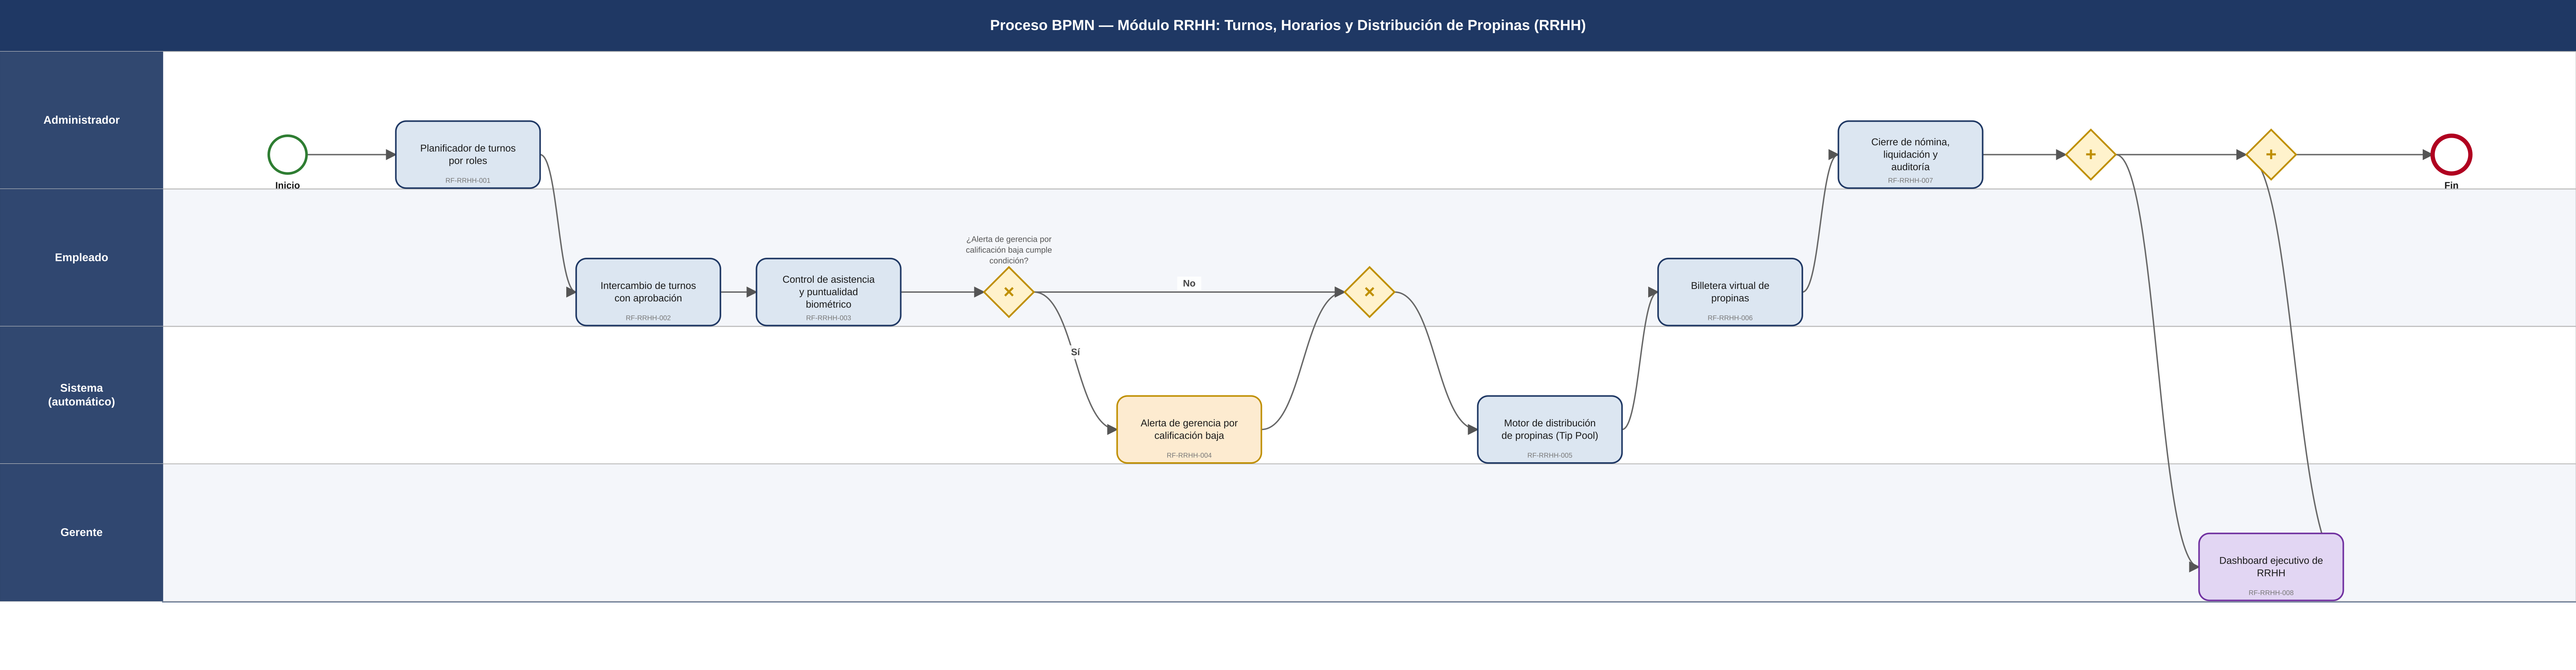 Proceso BPMN — Módulo RRHH: Turnos, Horarios y Distribución de Propinas (RRHH)
Administrador
Inicio
Planificador de turnos
por roles
RF-RRHH-001
Cierre de nómina,
liquidación y
auditoría
RF-RRHH-007
Fin
Empleado
Intercambio de turnos
con aprobación
RF-RRHH-002
Control de asistencia
y puntualidad
biométrico
RF-RRHH-003
¿Alerta de gerencia por
calificación baja cumple
condición?
No
Sí
Billetera virtual de
propinas
RF-RRHH-006
Sistema
(automático)
Alerta de gerencia por
calificación baja
RF-RRHH-004
Motor de distribución
de propinas (Tip Pool)
RF-RRHH-005
Gerente
Dashboard ejecutivo de
RRHH
RF-RRHH-008